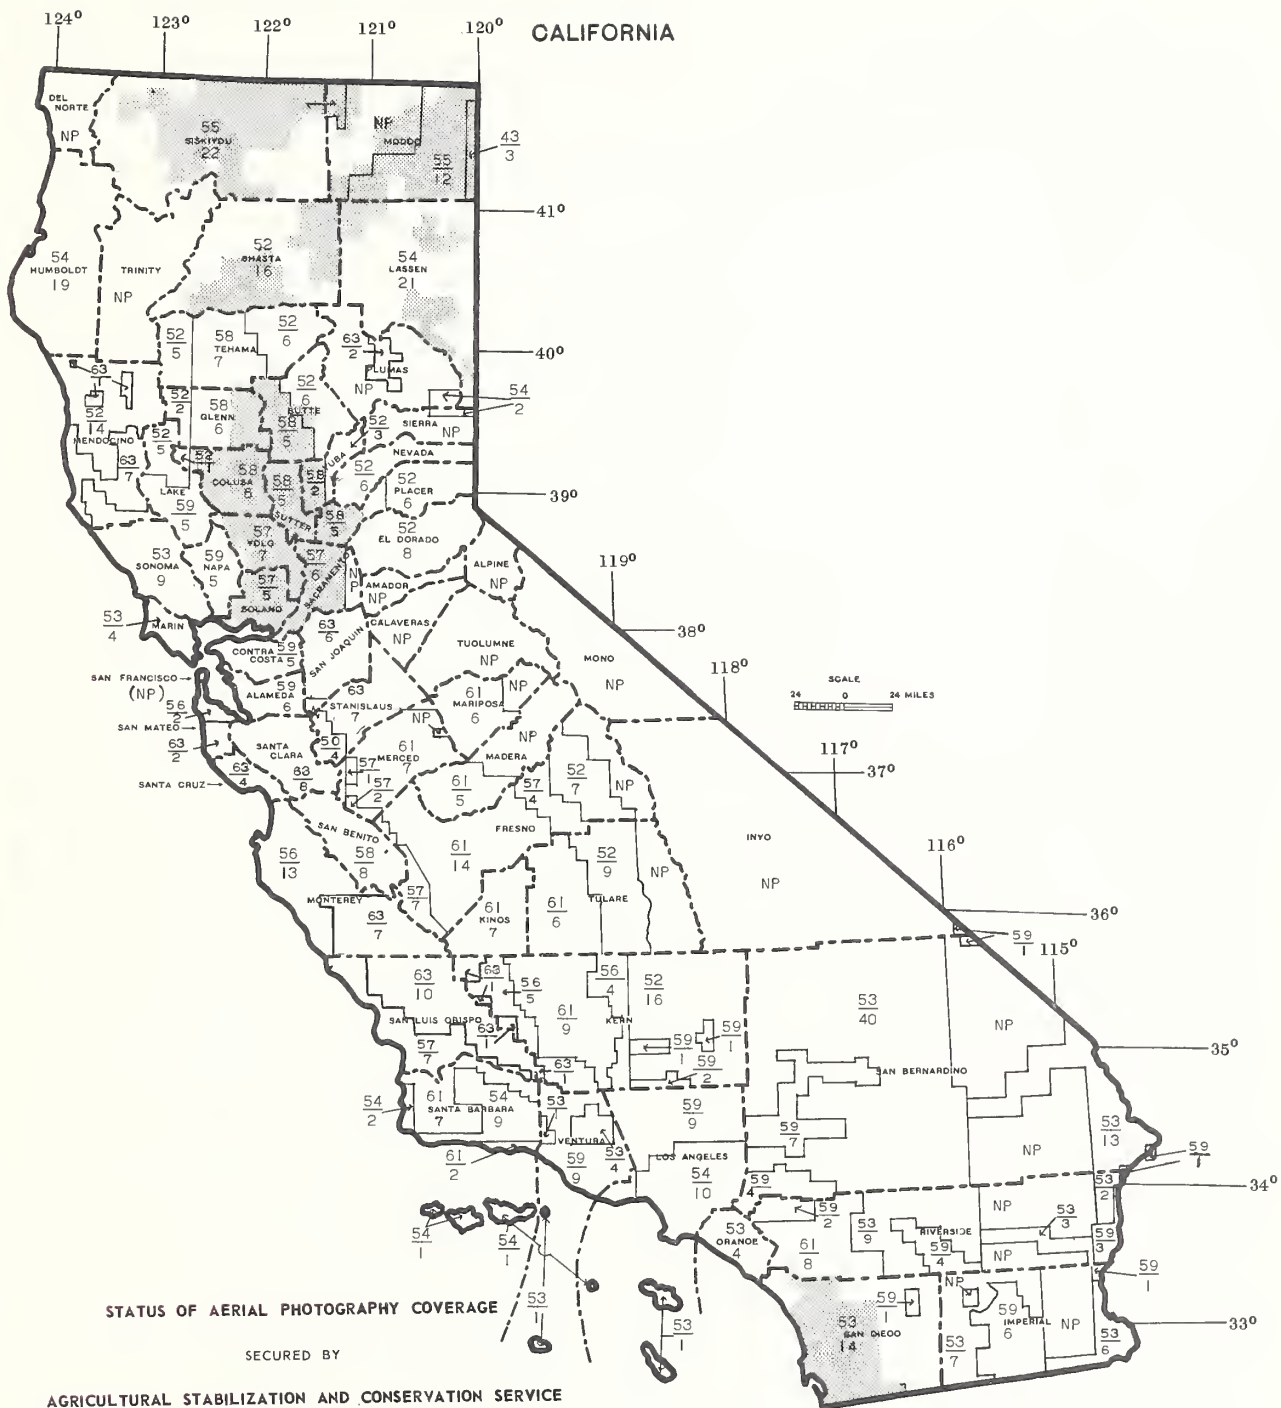 124° 123° 122° 121° 120°
CALIFORNIA
DEL NORTE
NP
55
SISKIYOU
22
NP
MODOC
55
12
43
3
41°
54
HUMBOLDT
19
TRINITY
NP
52
SHASTA
16
54
LASSEN
21
52
5
58
TEHAMA
7
52
6
63
2
PLUMAS
NP
40°
63
1
52
14
MENDOCINO
63
7
52
2
58
GLENN
6
52
6
BUTTE
58
5
54
2
SIERRA
NP
52
3
YUBA
NEVADA
52
6
52
5
52
1
58
COLUSA
6
58
5
SUTTER
58
2
58
5
52
PLACER
6
39°
LAKE
59
5
57
YOLO
7
57
6
SACRAMENTO
52
EL DORADO
8
53
SONOMA
9
59
NAPA
5
57
5
SOLANO
NP
AMADOR
NP
ALPINE
NP
119°
53
4
MARIN
63
6
SAN JOAQUIN
CALAVERAS
NP
38°
CONTRA COSTA
59
5
TUOLUMNE
NP
MONO
NP
118°
SAN FRANCISCO
(NP)
59
ALAMEDA
6
63
STANISLAUS
7
61
MARIPOSA
6
NP
SCALE
24 0 24 MILES
56
2
SAN MATEO
63
2
SANTA CLARA
50
4
NP
61
MERCED
7
NP
MADERA
117°
37°
SANTA CRUZ
63
4
63
8
57
1
57
2
61
5
57
4
52
7
NP
SAN BENITO
FRESNO
INYO
NP
56
13
58
8
61
14
52
9
NP
116°
MONTEREY
57
7
63
7
61
KINGS
7
61
6
TULARE
36°
59
1
115°
63
10
63
1
56
5
56
4
52
16
53
40
NP
SAN LUIS OBISPO
63
1
61
9
KERN
59
1
59
1
57
7
63
1
59
2
SAN BERNARDINO
35°
54
2
61
7
SANTA BARBARA
54
9
53
1
59
9
59
7
NP
53
13
VENTURA
53
4
LOS ANGELES
61
2
59
9
54
10
59
4
59
1
53
2
34°
54
1
54
1
53
ORANGE
4
59
2
53
9
RIVERSIDE
59
4
NP
53
3
NP
59
3
61
8
59
1
STATUS OF AERIAL PHOTOGRAPHY COVERAGE
53
1
53
1
53
SAN DIEGO
14
59
1
NP
59
IMPERIAL
6
NP
53
7
53
6
33°
SECURED BY
AGRICULTURAL STABILIZATION AND CONSERVATION SERVICE